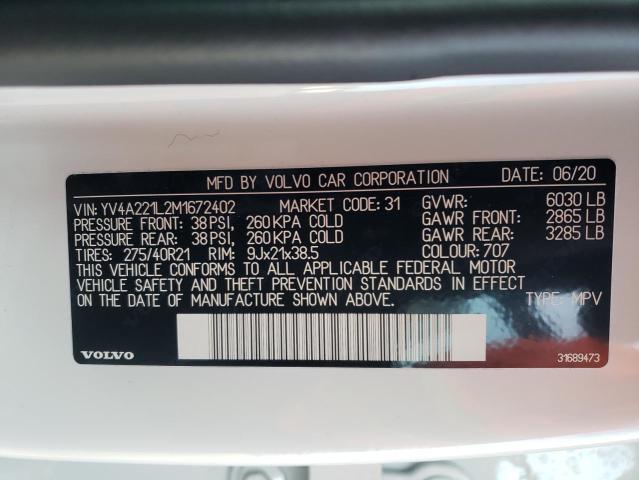 MFD BY VOLVO CAR CORPORATION DATE: 06/20
VIN: YV4A221L2M1672402 MARKET CODE: 31 GVWR: 6030 LB
PRESSURE FRONT: 38 PSI, 260 KPA COLD GAWR FRONT: 2865 LB
PRESSURE REAR: 38 PSI, 260 KPA COLD GAWR REAR: 3285 LB
TIRES: 275/40R21 RIM: 9Jx21x38.5 COLOUR: 707
THIS VEHICLE CONFORMS TO ALL APPLICABLE FEDERAL MOTOR
VEHICLE SAFETY AND THEFT PREVENTION STANDARDS IN EFFECT
ON DATE OF MANUFACTURE SHOWN ABOVE. TYPE: MPV
VOLVO 31689473